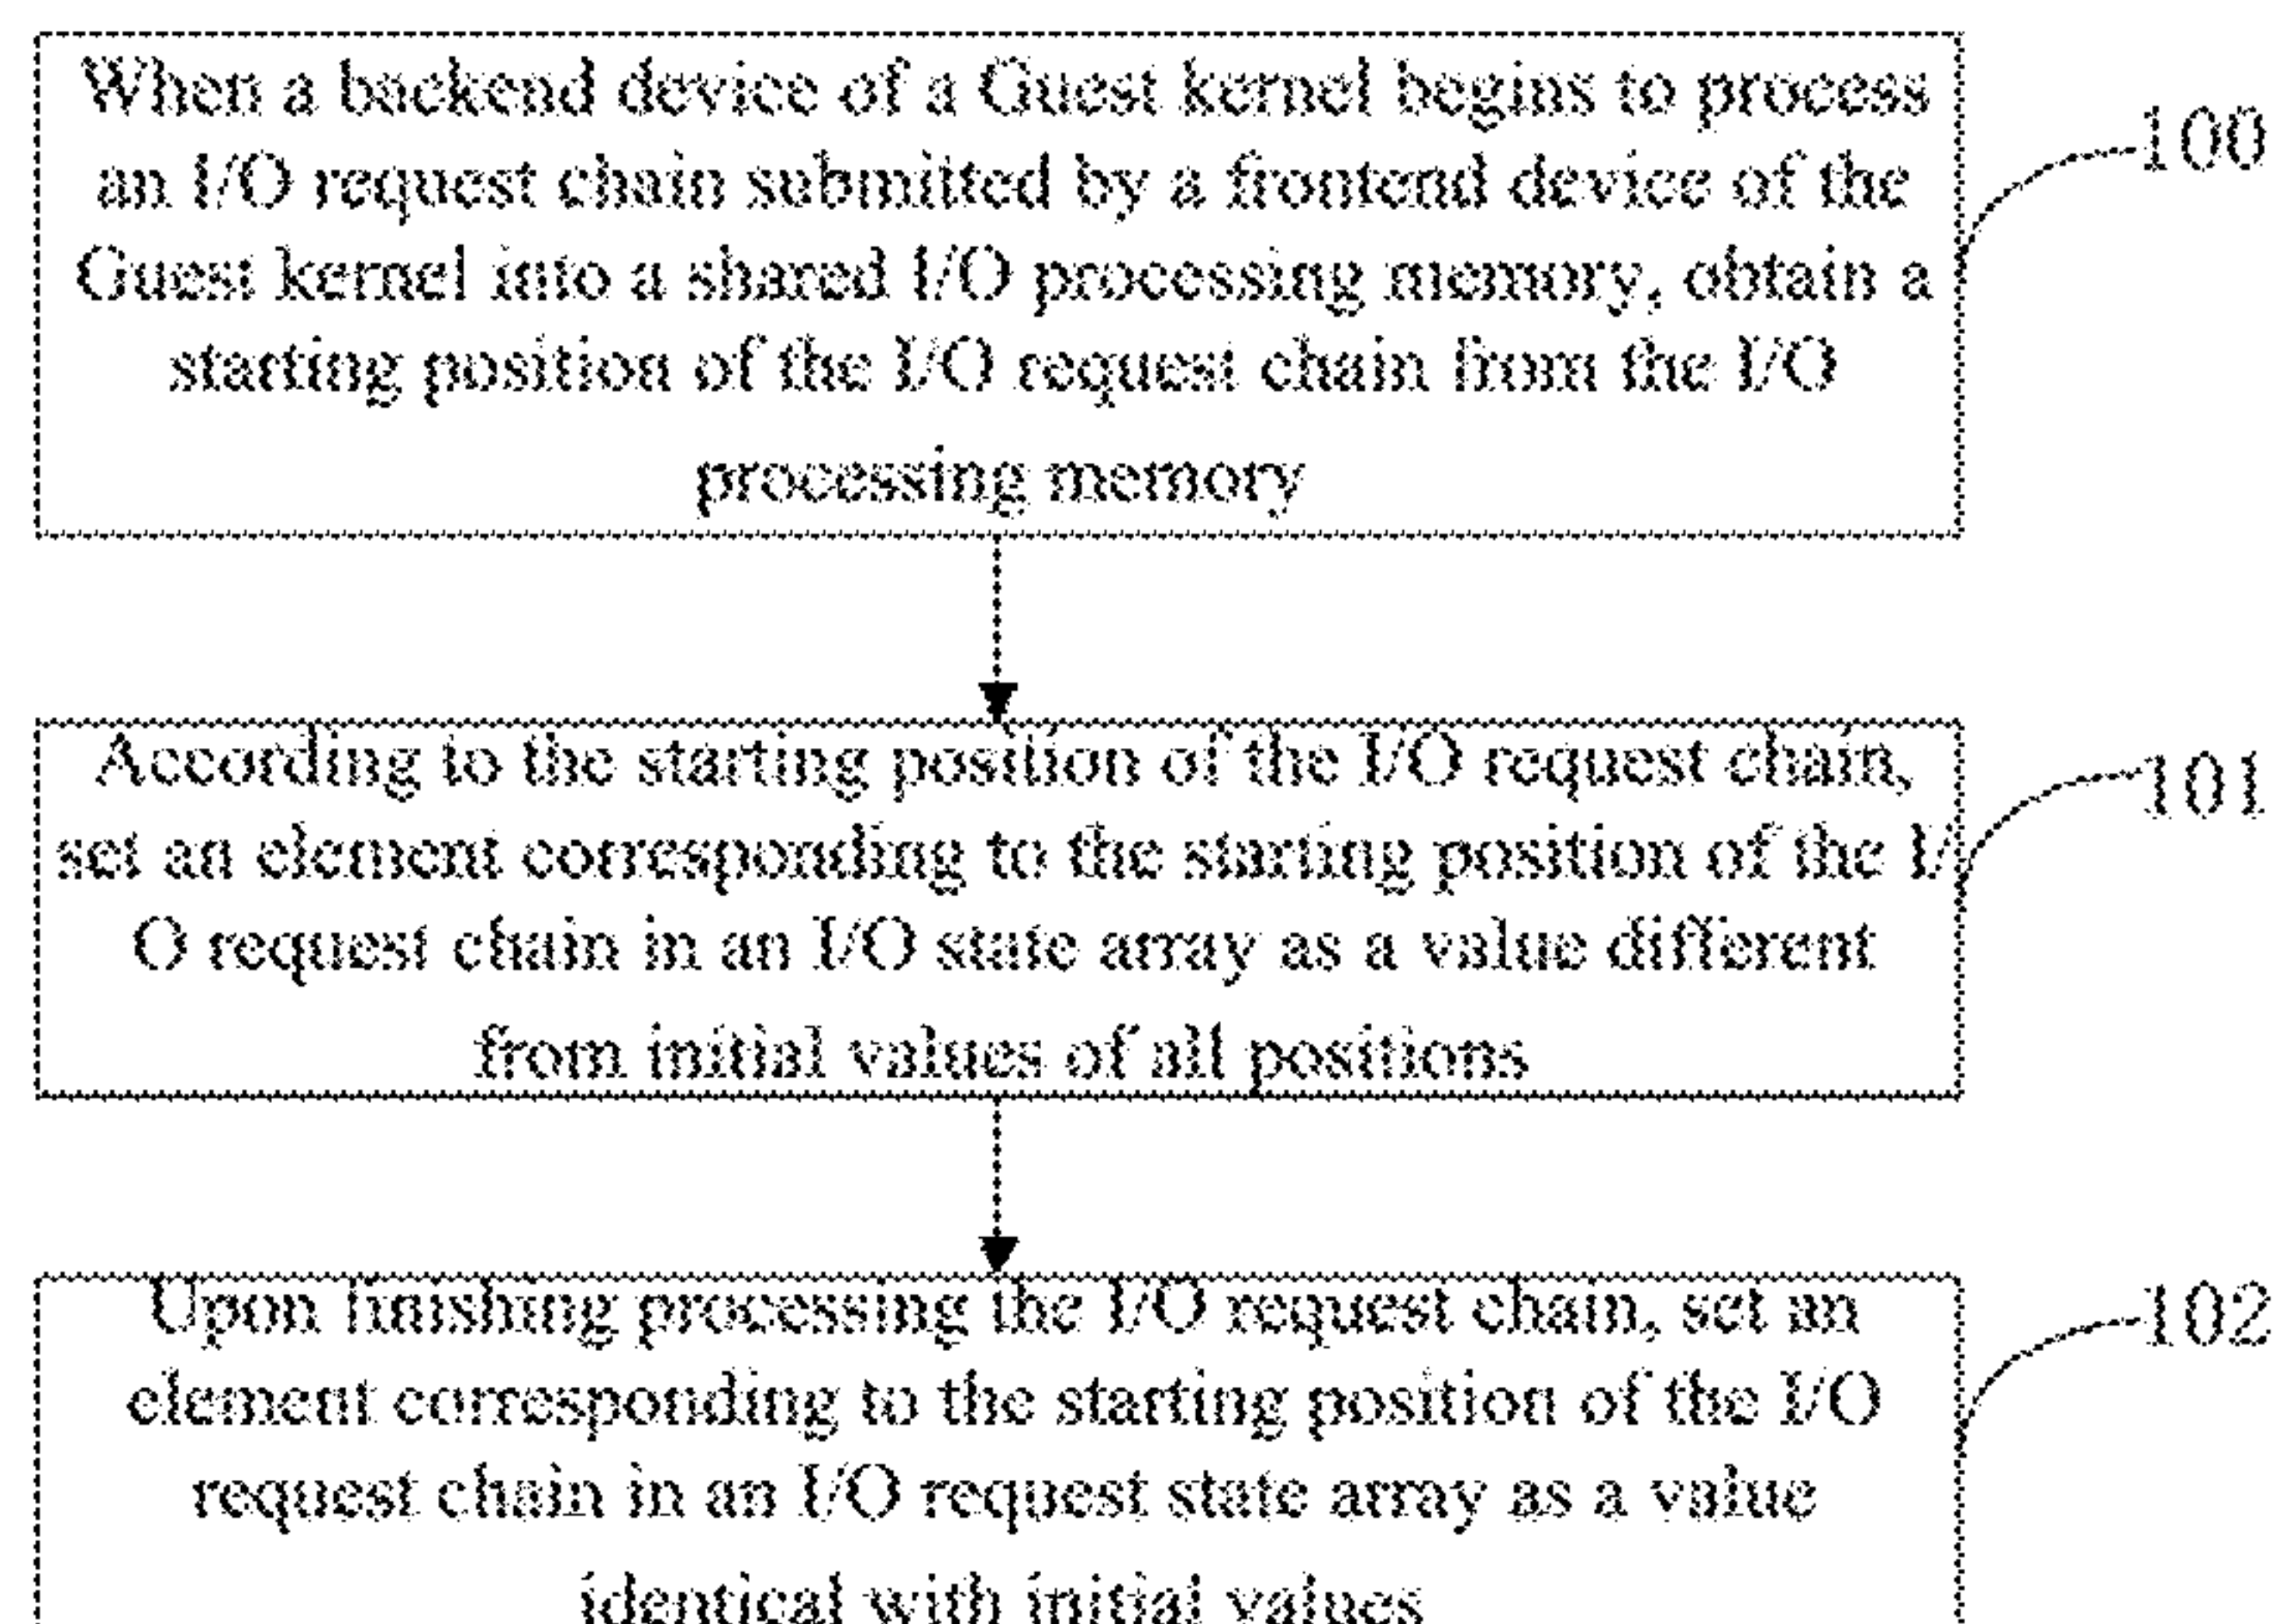 When a backend device of a Guest kernel begins to process
100
an I/O request chain submitted by a frontend device of the
Guest kernel into a shared I/O processing memory, obtain a
starting position of the I/O request chain from the I/O
processing memory
According to the starting position of the I/O request chain,
101
set an element corresponding to the starting position of the I/
O request chain in an I/O state array as a value different
from initial values of all positions
Upon finishing processing the I/O request chain, set an
102
element corresponding to the starting position of the I/O
request chain in an I/O request state array as a value
identical with initial values